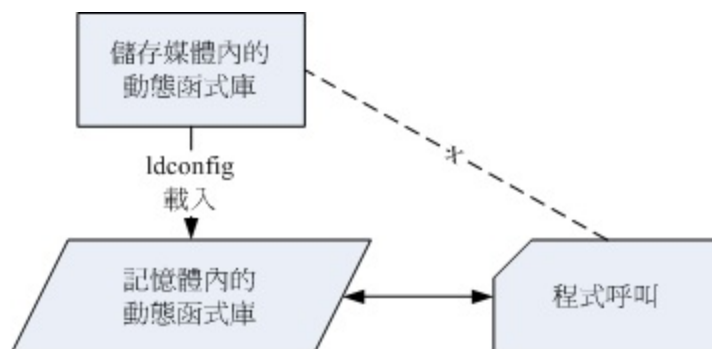 儲存媒體內的
動態函式庫
ldconfig
載入
記憶體內的
動態函式庫
程式呼叫